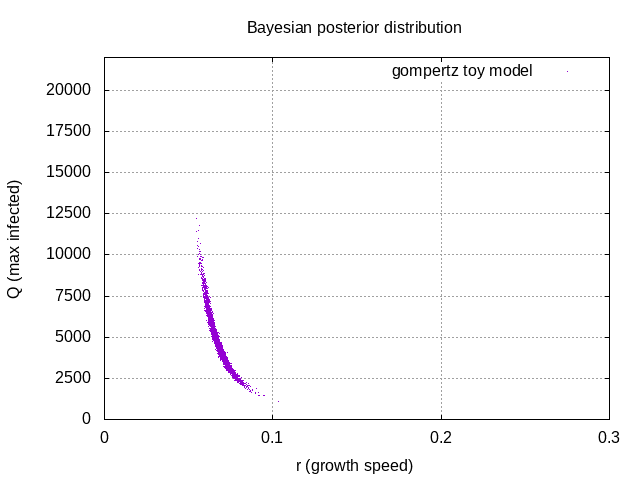 Bayesian posterior distribution
gompertz toy model
20000
17500
15000
12500
10000
7500
5000
2500
0
Q (max infected)
0 0.1 0.2 0.3
r (growth speed)